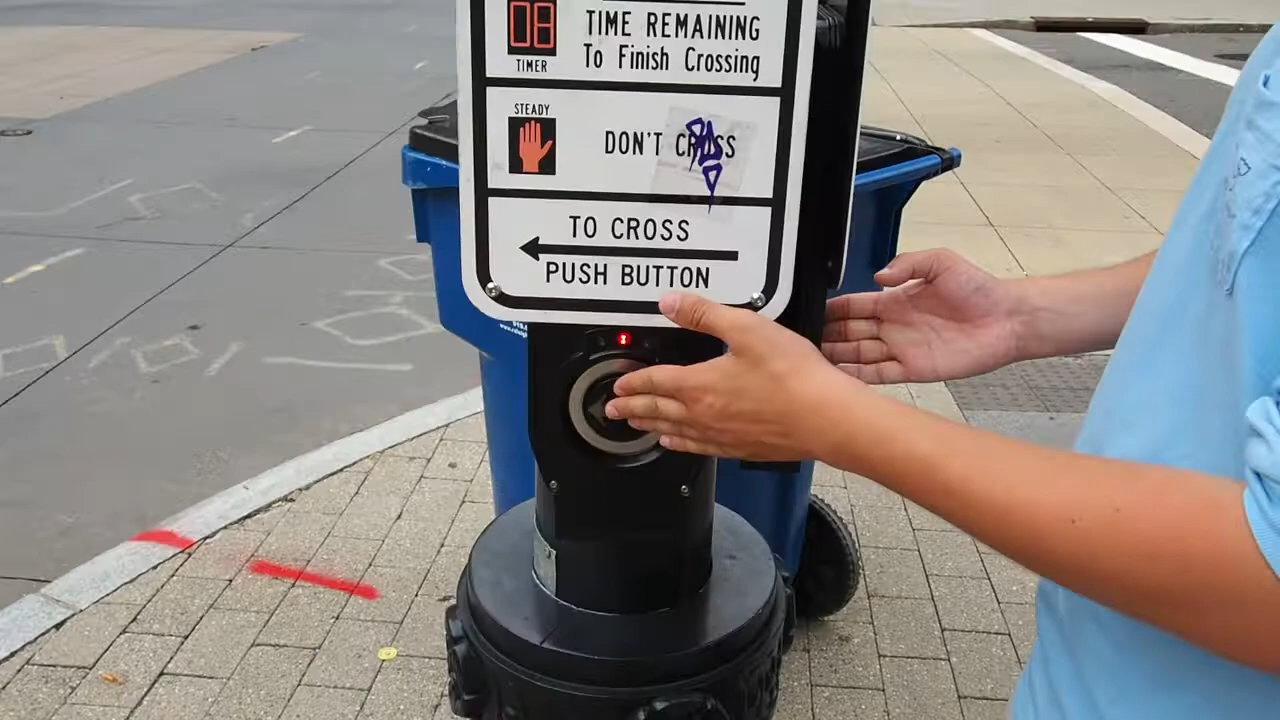 08
TIME REMAINING
To Finish Crossing
TIMER
STEADY
DON'T CROSS
TO CROSS
PUSH BUTTON